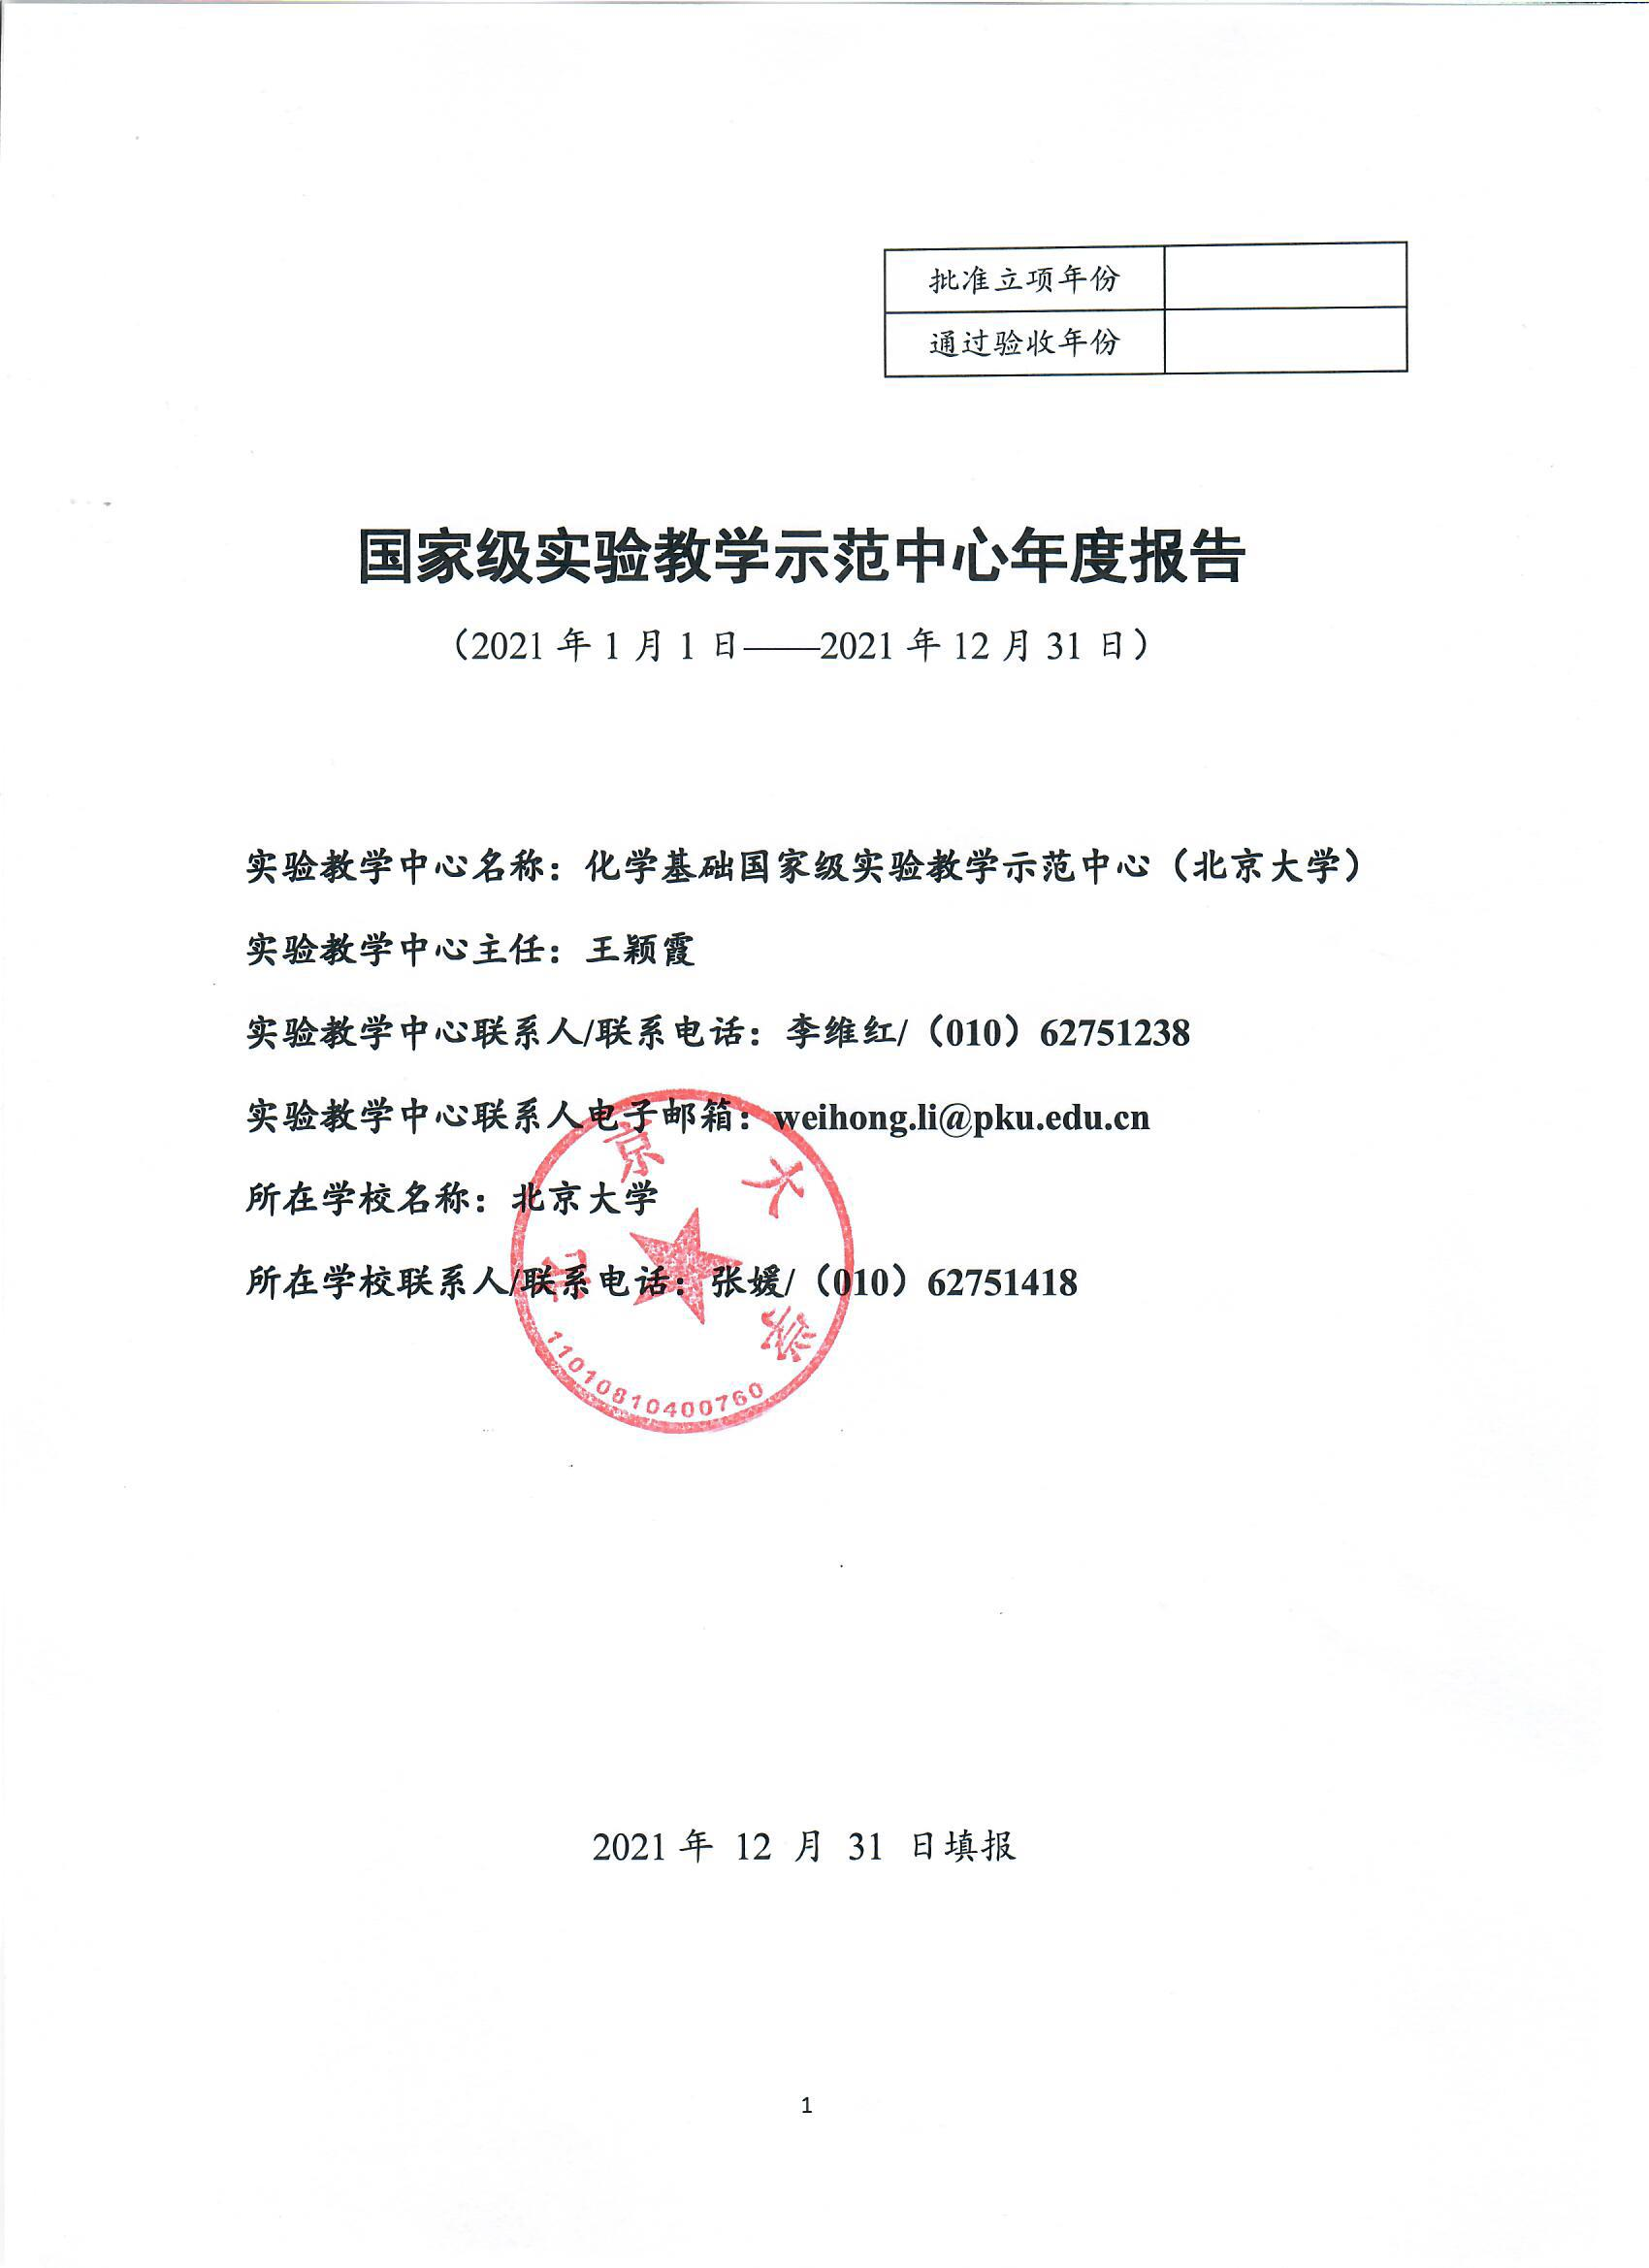 批准立项年份
通过验收年份
国家级实验教学示范中心年度报告
（2021 年 1 月 1 日——2021 年 12 月 31 日）
实验教学中心名称：化学基础国家级实验教学示范中心（北京大学）
实验教学中心主任：王颖霞
实验教学中心联系人/联系电话：李维红/（010）62751238
实验教学中心联系人电子邮箱：weihong.li@pku.edu.cn
所在学校名称：北京大学
所在学校联系人/联系电话：张媛/（010）62751418
北京大学
11010810400760
2021 年 12 月 31 日填报
1